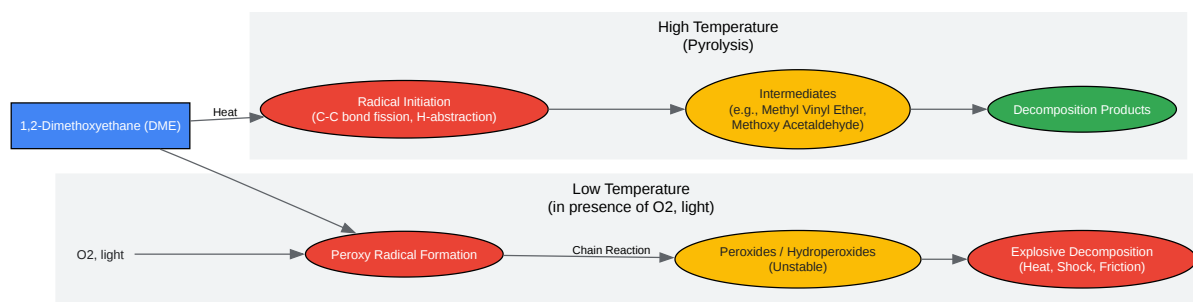 High Temperature
(Pyrolysis)
1,2-Dimethoxyethane (DME)
Heat
Radical Initiation
(C-C bond fission, H-abstraction)
Intermediates
(e.g., Methyl Vinyl Ether,
Methoxy Acetaldehyde)
Decomposition Products
Low Temperature
(in presence of O2, light)
O2, light
Peroxy Radical Formation
Chain Reaction
Peroxides / Hydroperoxides
(Unstable)
Explosive Decomposition
(Heat, Shock, Friction)